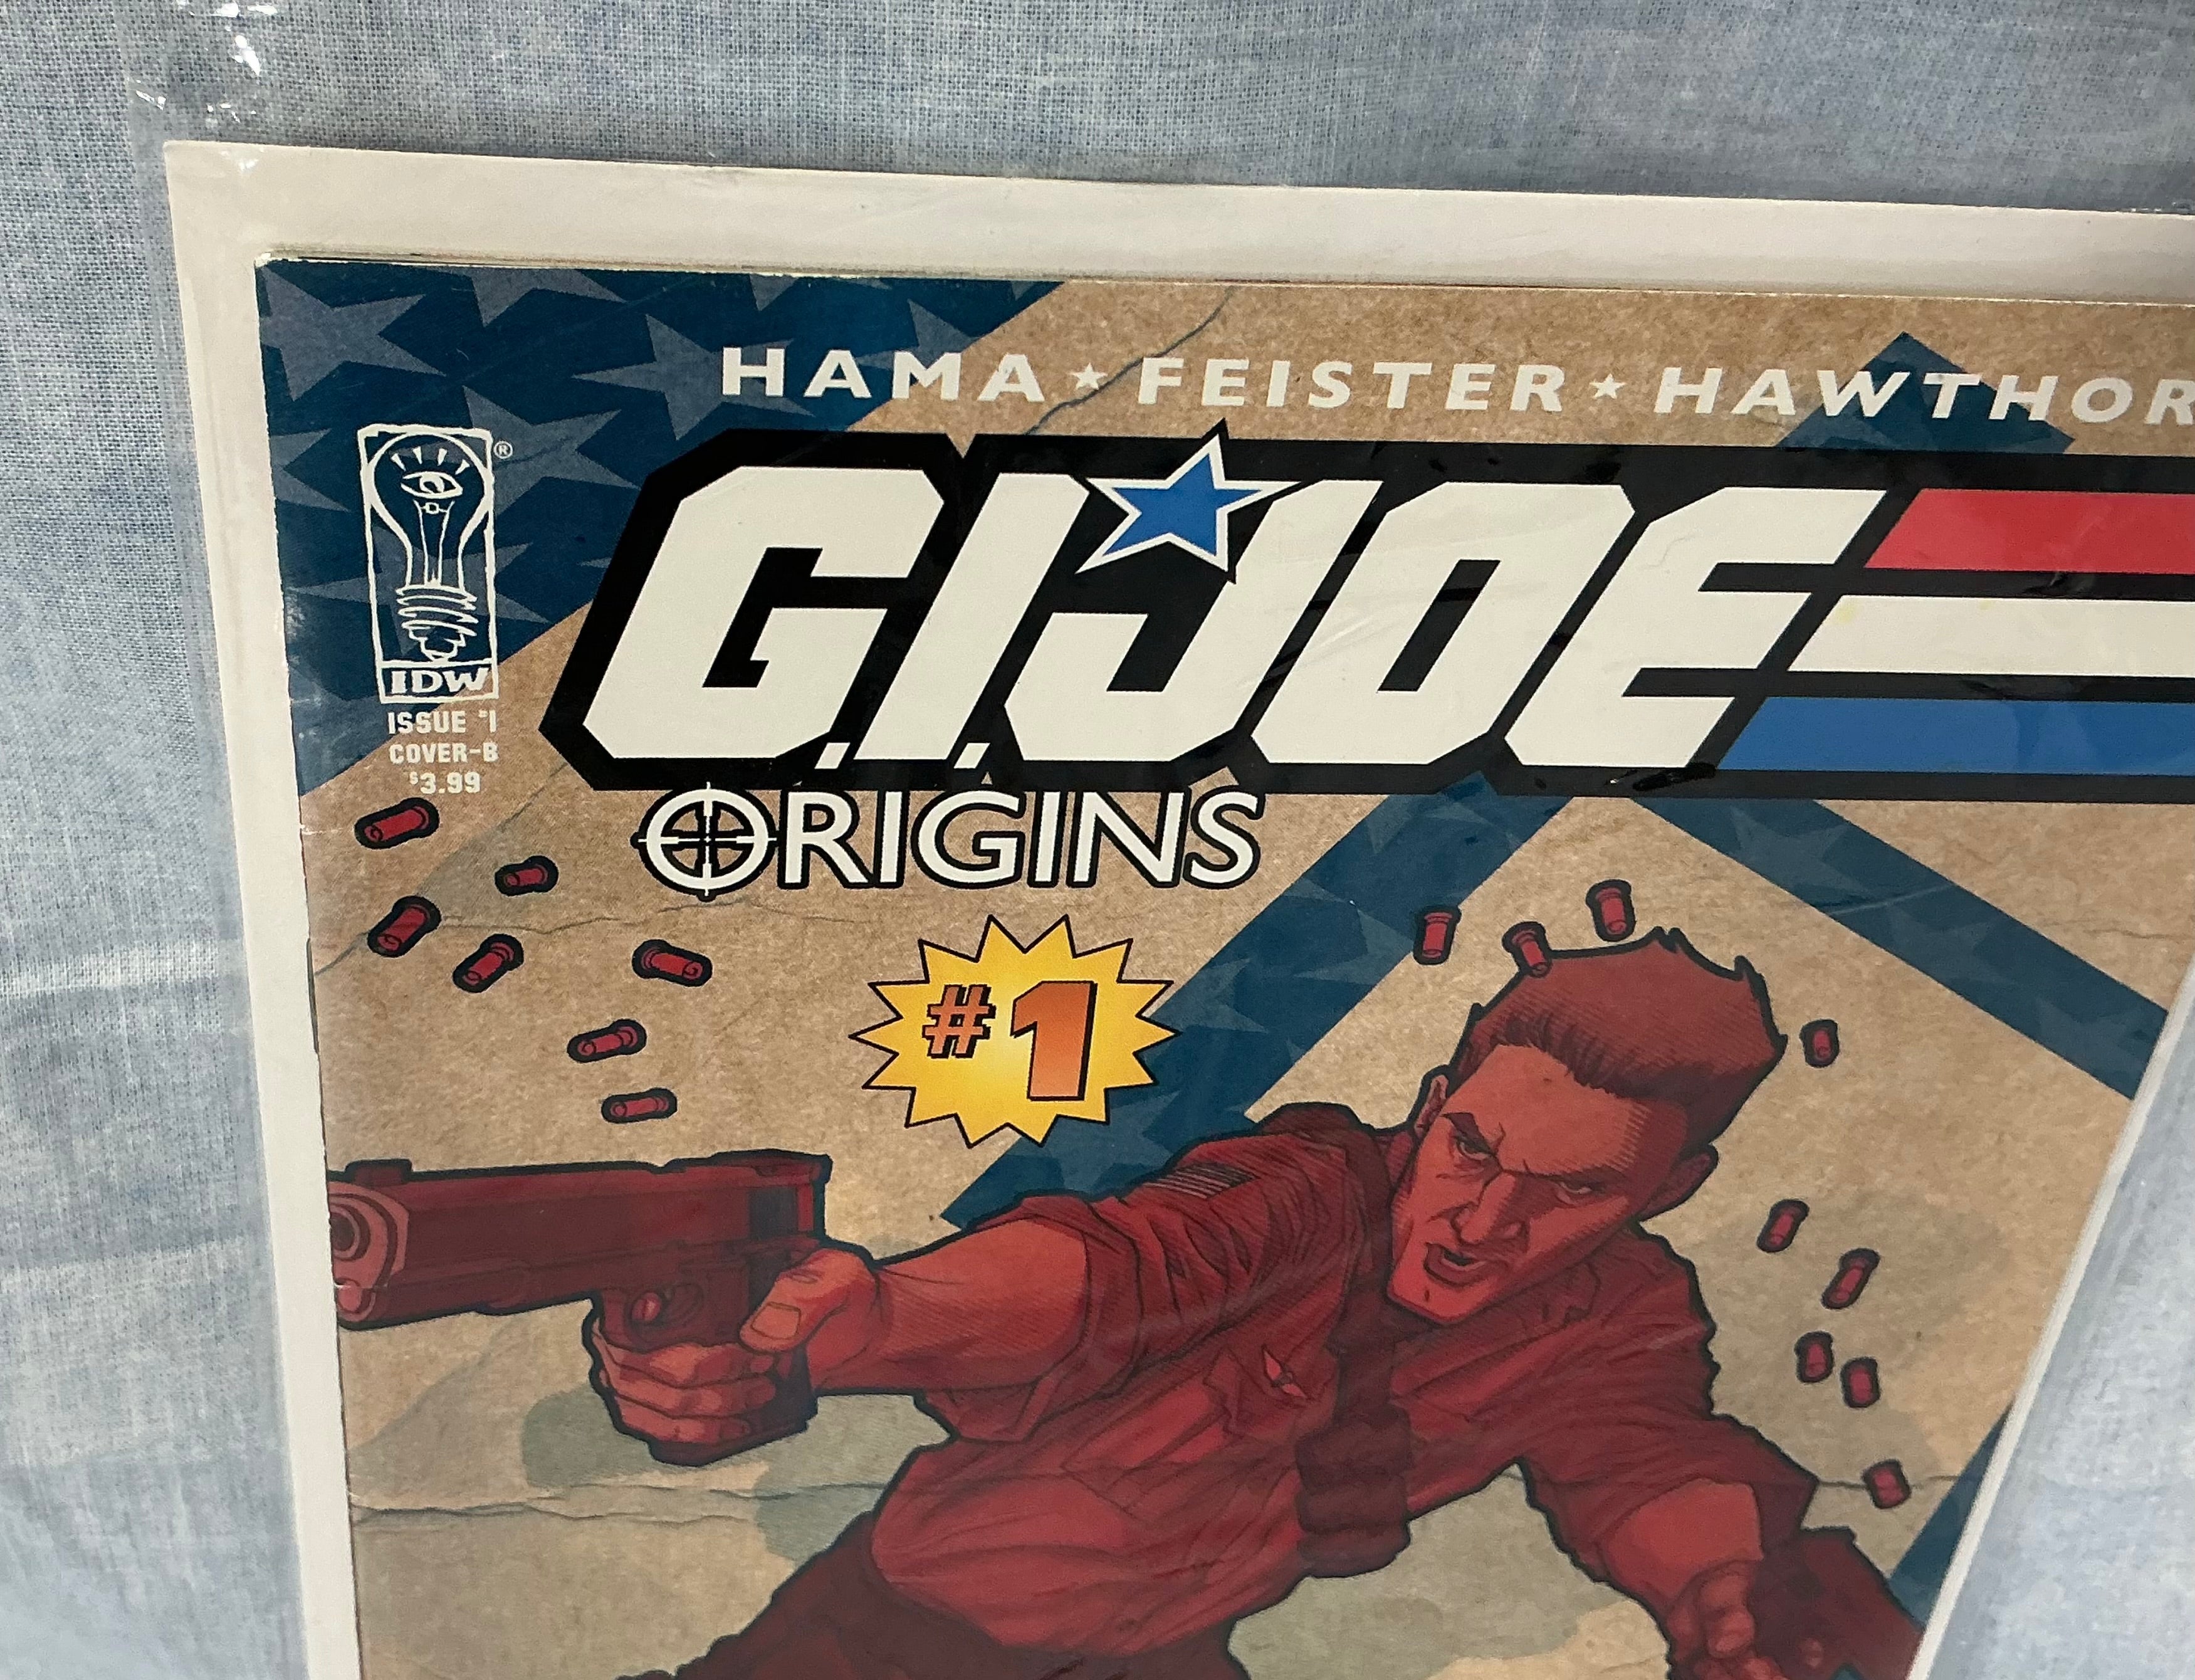 HAMA ★ FEISTER ★ HAWTHOR
G.I. JOE
®
IDW
ISSUE #1
COVER-B
$3.99
ORIGINS
#1